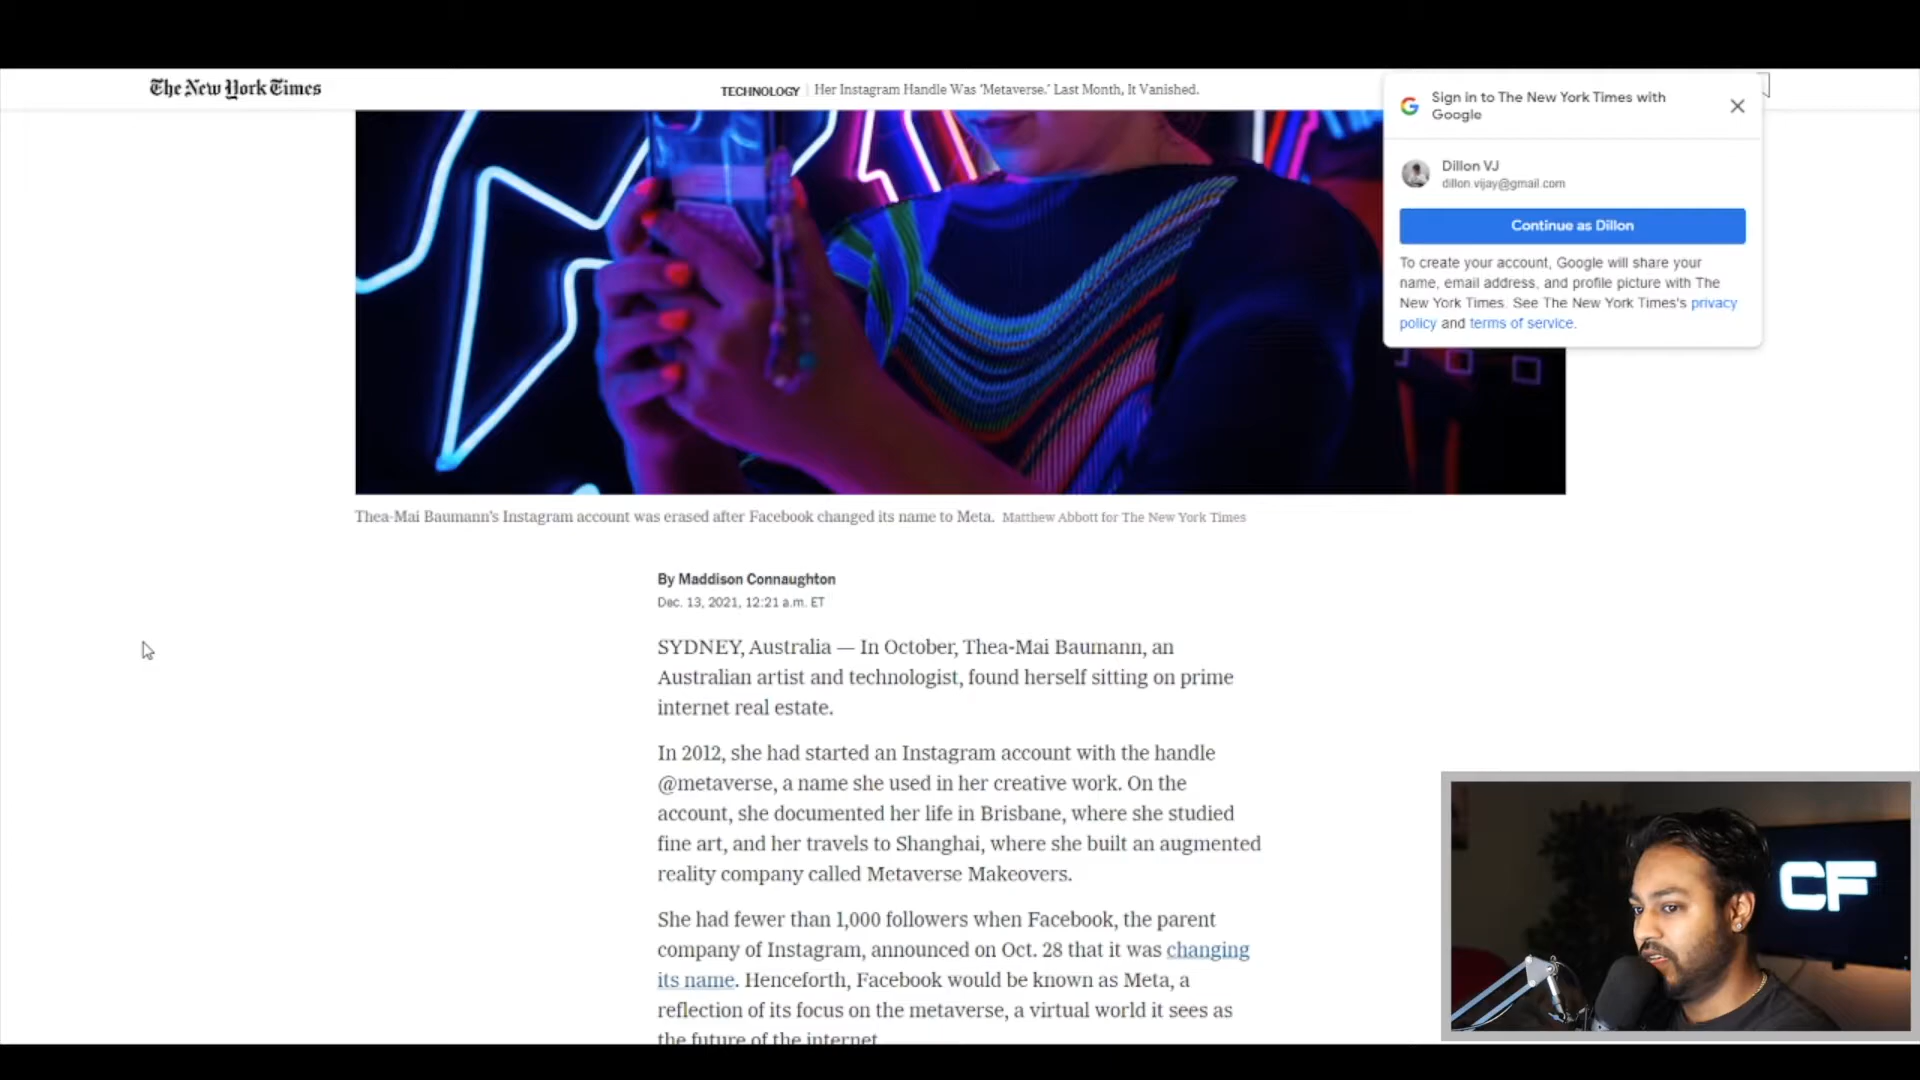 The New York Times
TECHNOLOGY | Her Instagram Handle Was ‘Metaverse.’ Last Month, It Vanished.
Sign in to The New York Times with
Google
Dillon VJ
dillon.vijay@gmail.com
Continue as Dillon
To create your account, Google will share your
name, email address, and profile picture with The
New York Times. See The New York Times's privacy
policy and terms of service.
Thea-Mai Baumann’s Instagram account was erased after Facebook changed its name to Meta. Matthew Abbott for The New York Times
By Maddison Connaughton
Dec. 13, 2021, 12:21 a.m. ET
SYDNEY, Australia — In October, Thea-Mai Baumann, an
Australian artist and technologist, found herself sitting on prime
internet real estate.
In 2012, she had started an Instagram account with the handle
@metaverse, a name she used in her creative work. On the
account, she documented her life in Brisbane, where she studied
fine art, and her travels to Shanghai, where she built an augmented
reality company called Metaverse Makeovers.
She had fewer than 1,000 followers when Facebook, the parent
company of Instagram, announced on Oct. 28 that it was changing
its name. Henceforth, Facebook would be known as Meta, a
reflection of its focus on the metaverse, a virtual world it sees as
the future of the internet
CF